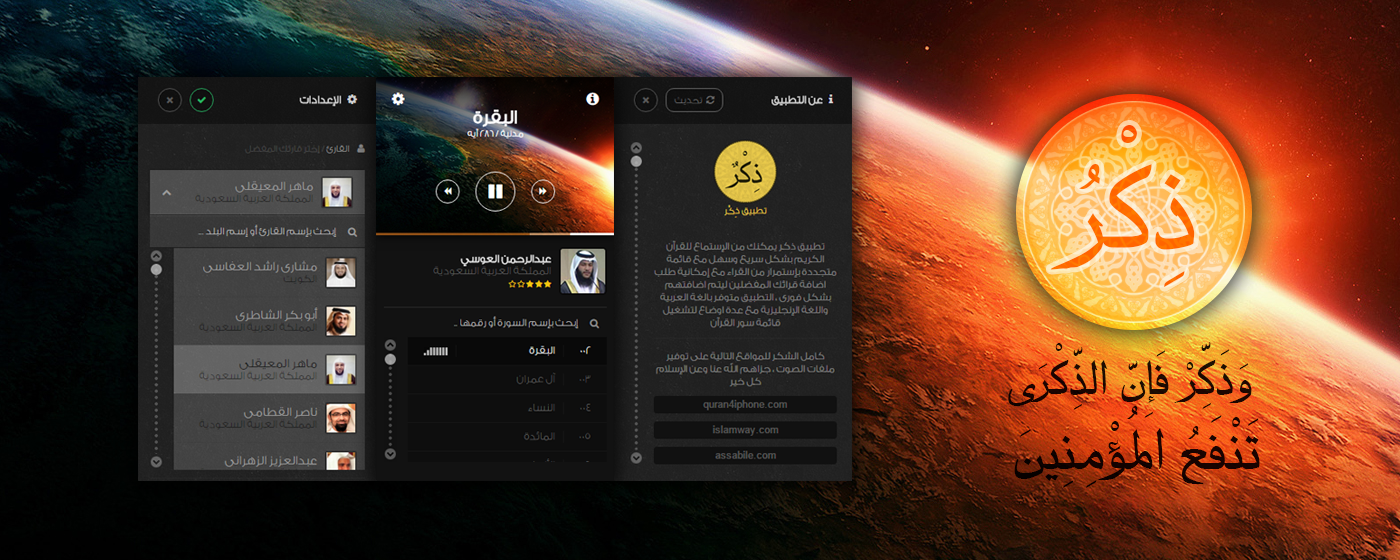 عن التطبيق
تحديث
ذِكْرٌ
تطبيق ذِكْر
تطبيق ذكر يمكنك من الإستماع للقرآن
الكريم بشكل سريع وسهل مع قائمة
متجددة بإستمرار من القراء مع إمكانية طلب
اضافة قرائك المفضلين ليتم اضافتهم
بشكل فوري ، التطبيق متوفر بالغة العربية
واللغة الإنجليزية مع عدة اوضاع لتشغيل
قائمة سور القرآن
كامل الشكر للمواقع التالية على توفير
ملفات الصوت ، جزاهم الله عنا وعن الإسلام
كل خير
quran4iphone.com
islamway.com
assabile.com
البقرة
مدنية / ٢٨٦ آيه
عبدالرحمن العوسي
المملكة العربية السعودية
إبحث بإسم السورة أو رقمها ..
٠٠٢ البقرة
٠٠٣ آل عمران
٠٠٤ النساء
٠٠٥ المائدة
الإعدادات
القارئ / إختر قارئك المفضل
ماهر المعيقلي
المملكة العربية السعودية
إبحث بإسم القارئ أو إسم البلد ..
مشاري راشد العفاسي
الكويت
أبو بكر الشاطري
المملكة العربية السعودية
ماهر المعيقلي
المملكة العربية السعودية
ناصر القطامي
المملكة العربية السعودية
عبدالعزيز الزهراني
ذِكْرُ
وَذَكِّرْ فَإِنّ الذِّكْرَى
تَنْفَعُ المُؤْمِنِينَ